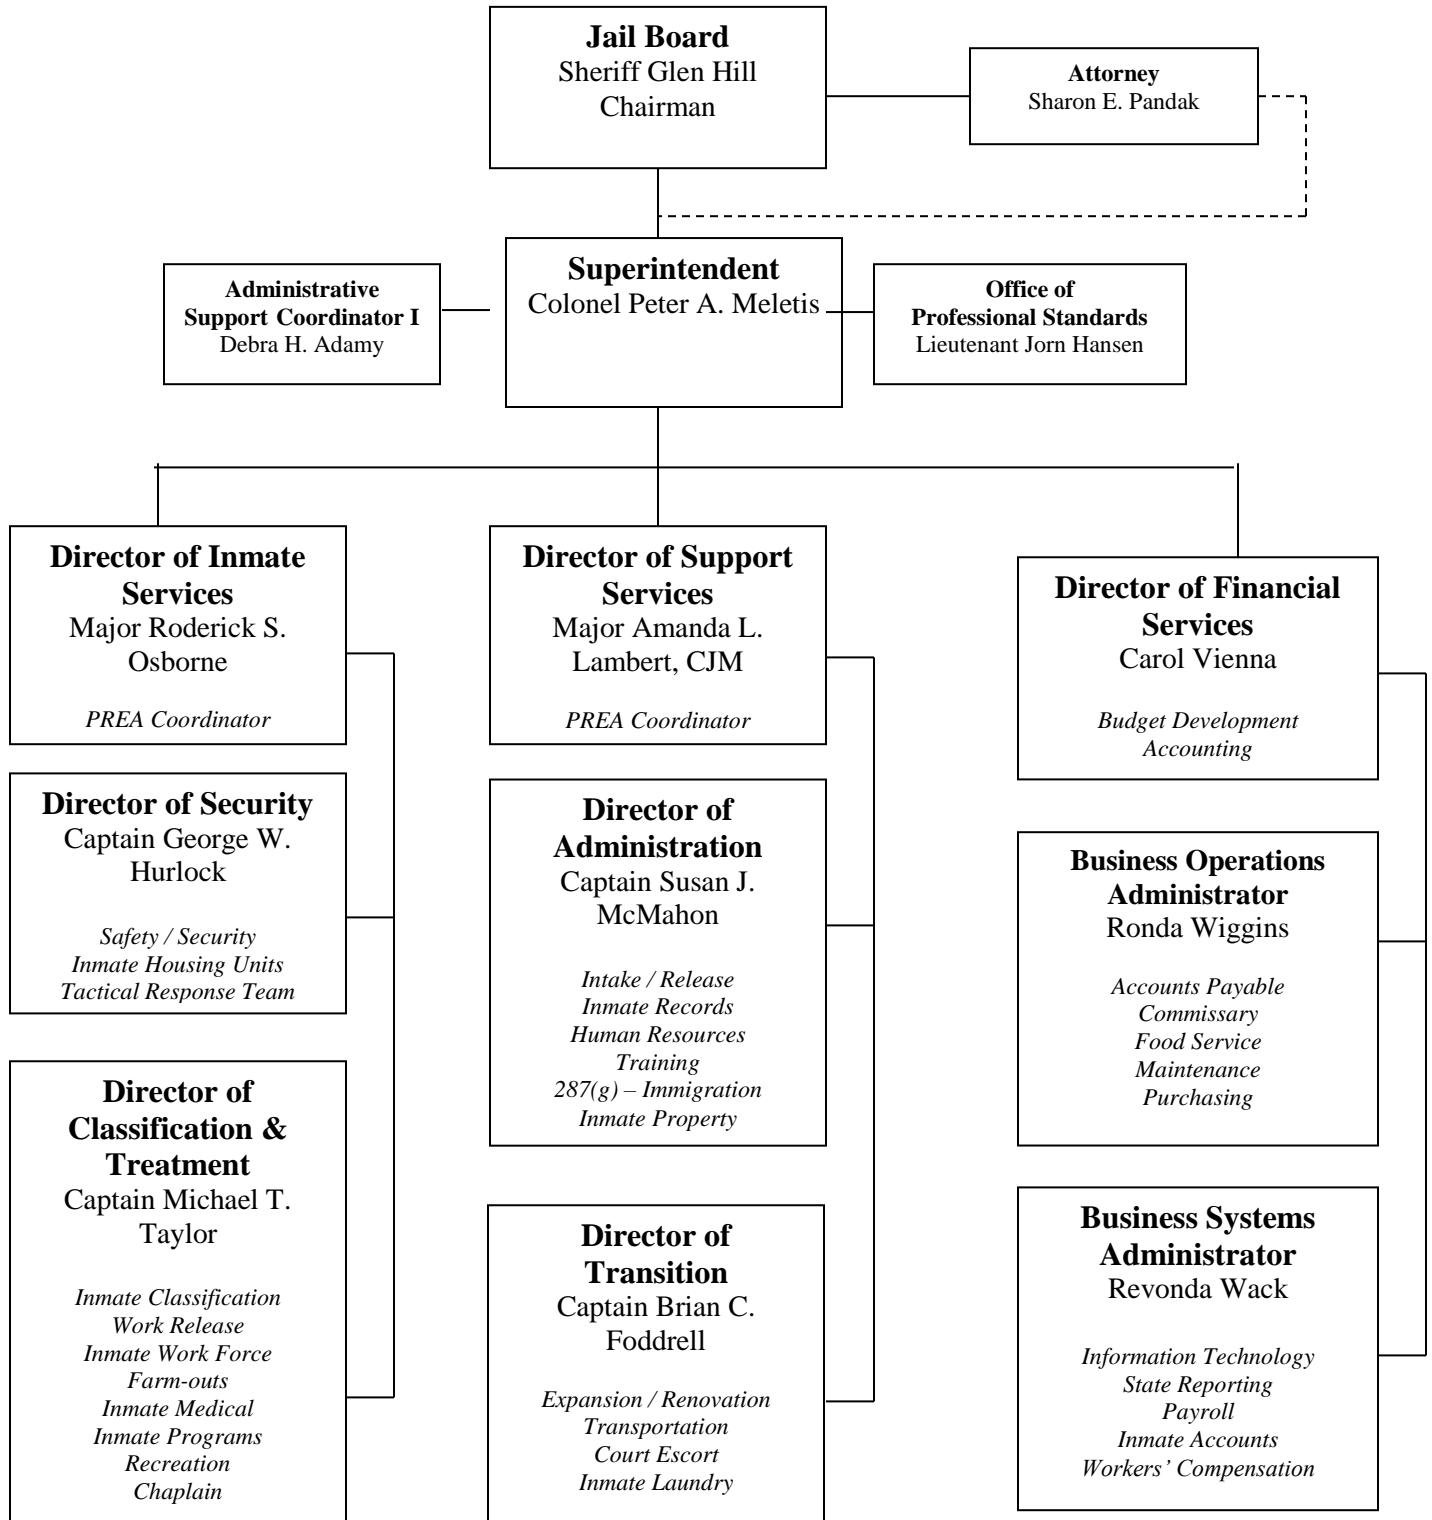 Jail Board
Sheriff Glen Hill
Chairman
Attorney
Sharon E. Pandak
Superintendent
Colonel Peter A. Meletis
Administrative
Support Coordinator I
Debra H. Adamy
Office of
Professional Standards
Lieutenant Jorn Hansen
Director of Inmate
Services
Major Roderick S.
Osborne
PREA Coordinator
Director of Security
Captain George W.
Hurlock
Safety / Security
Inmate Housing Units
Tactical Response Team
Director of
Classification &
Treatment
Captain Michael T.
Taylor
Inmate Classification
Work Release
Inmate Work Force
Farm-outs
Inmate Medical
Inmate Programs
Recreation
Chaplain
Director of Support
Services
Major Amanda L.
Lambert, CJM
PREA Coordinator
Director of
Administration
Captain Susan J.
McMahon
Intake / Release
Inmate Records
Human Resources
Training
287(g) – Immigration
Inmate Property
Director of
Transition
Captain Brian C.
Foddrell
Expansion / Renovation
Transportation
Court Escort
Inmate Laundry
Director of Financial
Services
Carol Vienna
Budget Development
Accounting
Business Operations
Administrator
Ronda Wiggins
Accounts Payable
Commissary
Food Service
Maintenance
Purchasing
Business Systems
Administrator
Revonda Wack
Information Technology
State Reporting
Payroll
Inmate Accounts
Workers’ Compensation